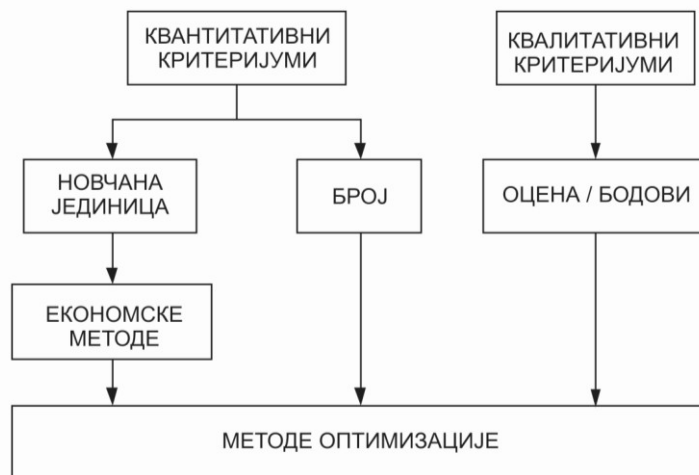 КВАНТИТАТИВНИ
КРИТЕРИЈУМИ
КВАЛИТАТИВНИ
КРИТЕРИЈУМИ
НОВЧАНА
ЈЕДИНИЦА
БРОЈ
ОЦЕНА / БОДОВИ
ЕКОНОМСКЕ
МЕТОДЕ
МЕТОДЕ ОПТИМИЗАЦИЈЕ